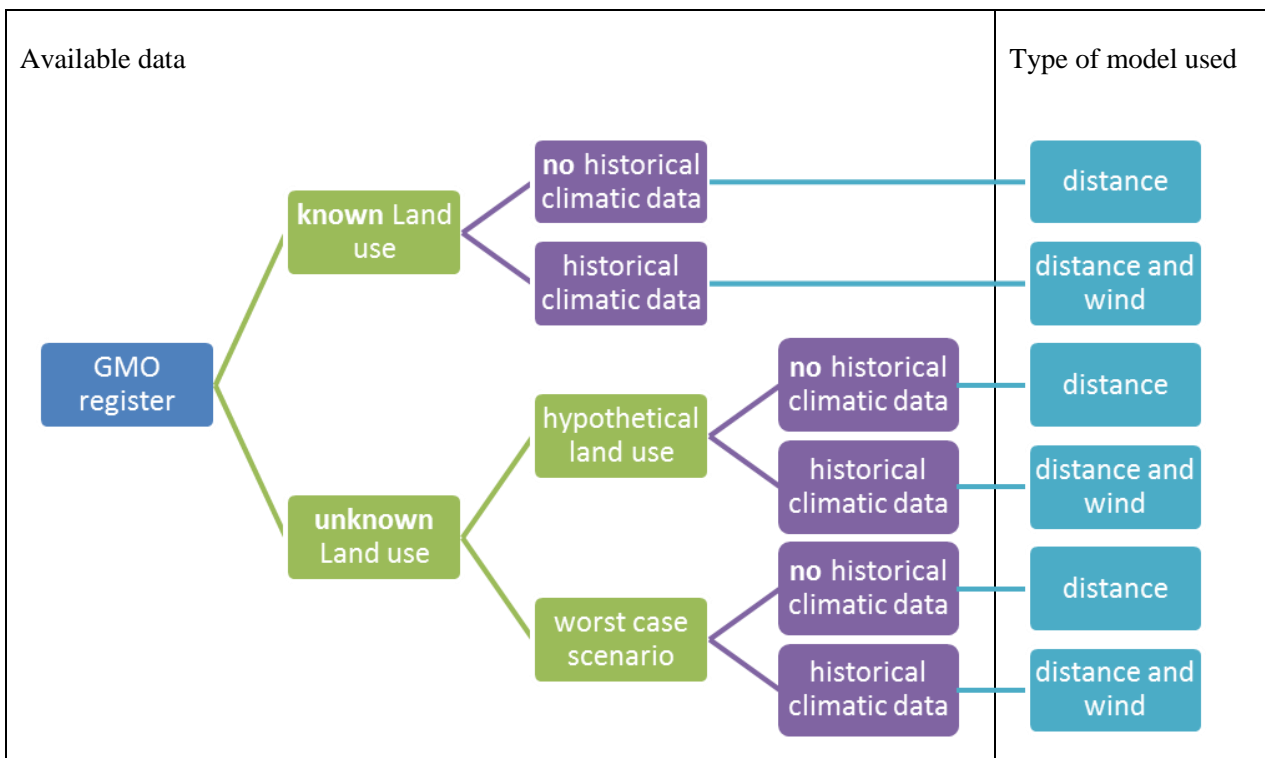 Available data
Type of model used
no historical
climatic data
distance
known Land
use
historical
climatic data
distance and
wind
GMO
register
no historical
climatic data
distance
hypothetical
land use
historical
climatic data
distance and
wind
unknown
Land use
no historical
climatic data
distance
worst case
scenario
historical
climatic data
distance and
wind